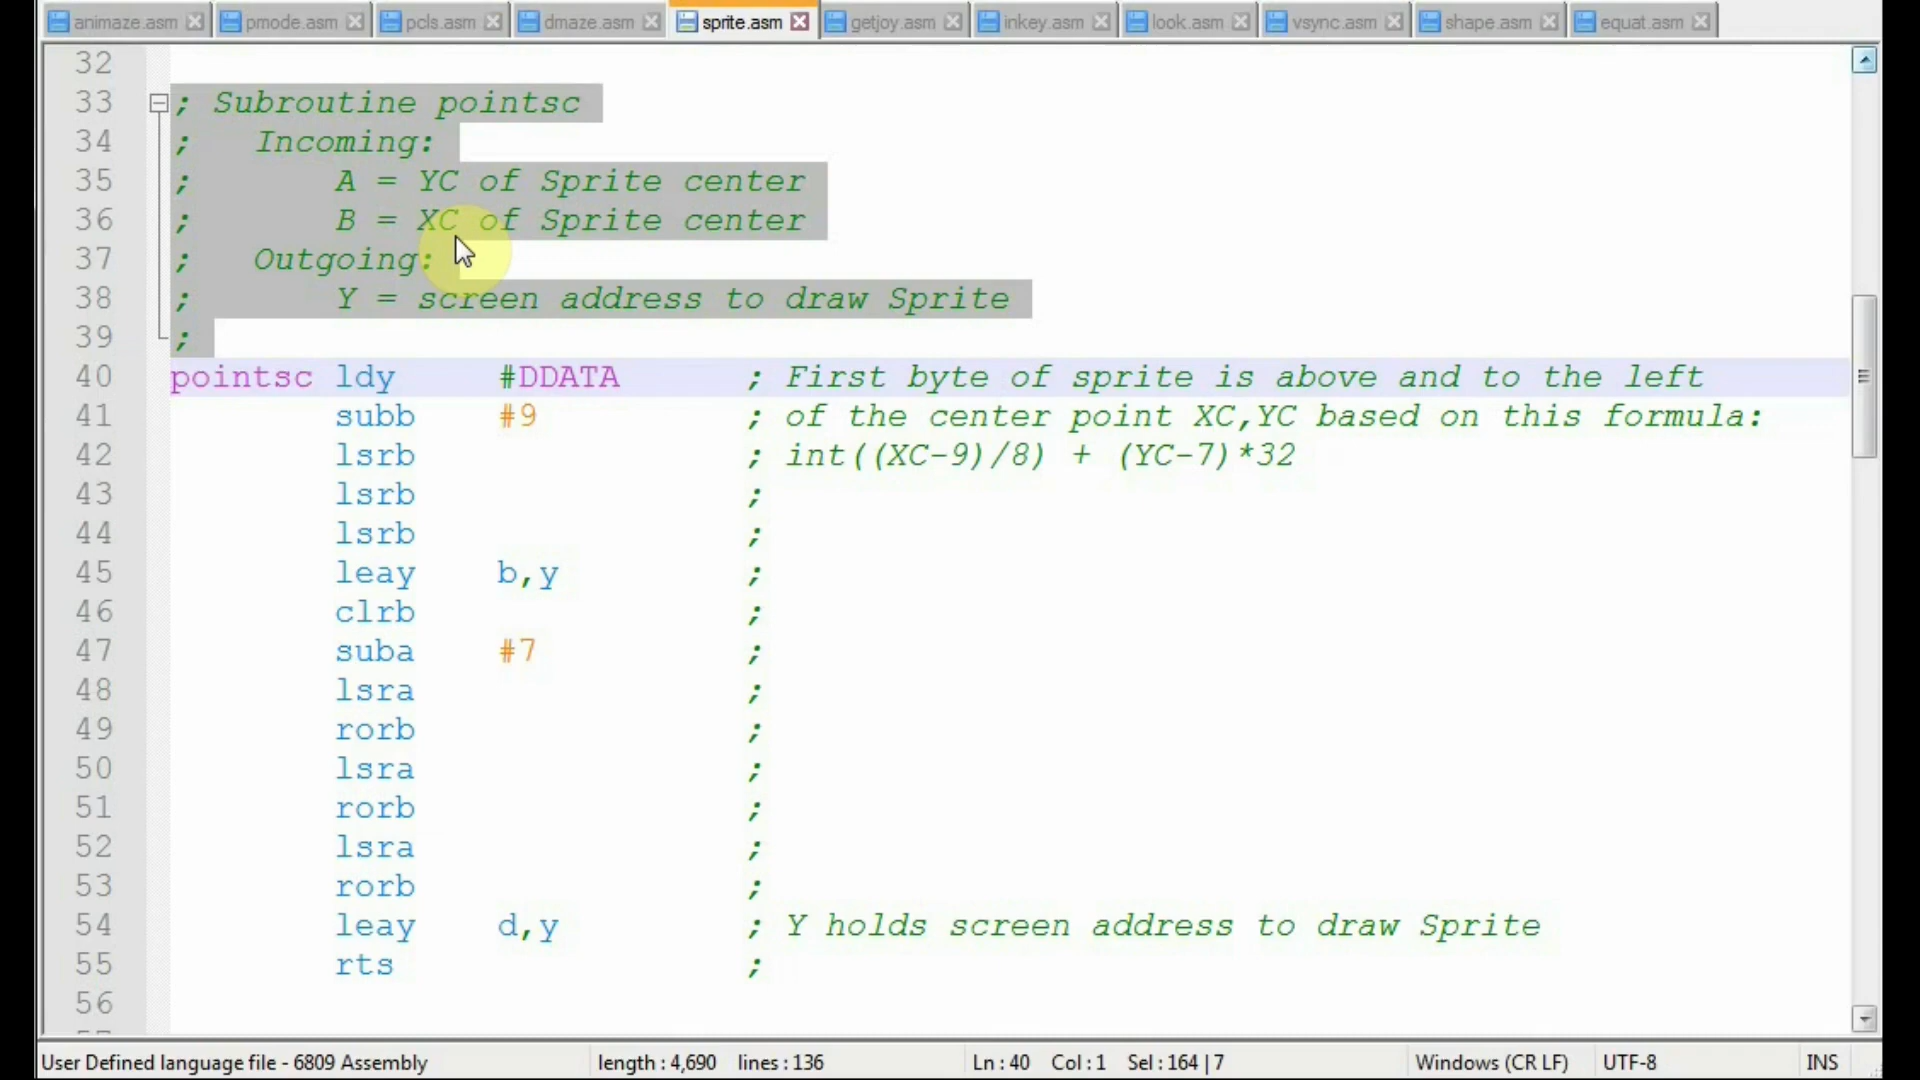 animaze.asm pmode.asm pcls.asm dmaze.asm sprite.asm getjoy.asm inkey.asm look.asm vsync.asm shape.asm equat.asm
32
33 ; Subroutine pointsc
34 ; Incoming:
35 ; A = YC of Sprite center
36 ; B = XC of Sprite center
37 ; Outgoing:
38 ; Y = screen address to draw Sprite
39 ;
40 pointsc ldy #DDATA ; First byte of sprite is above and to the left
41 subb #9 ; of the center point XC,YC based on this formula:
42 lsrb ; int((XC-9)/8) + (YC-7)*32
43 lsrb ;
44 lsrb ;
45 leay b,y ;
46 clrb ;
47 suba #7 ;
48 lsra ;
49 rorb ;
50 lsra ;
51 rorb ;
52 lsra ;
53 rorb ;
54 leay d,y ; Y holds screen address to draw Sprite
55 rts ;
56
User Defined language file - 6809 Assembly length : 4,690 lines : 136 Ln : 40 Col : 1 Sel : 164 | 7 Windows (CR LF) UTF-8 INS